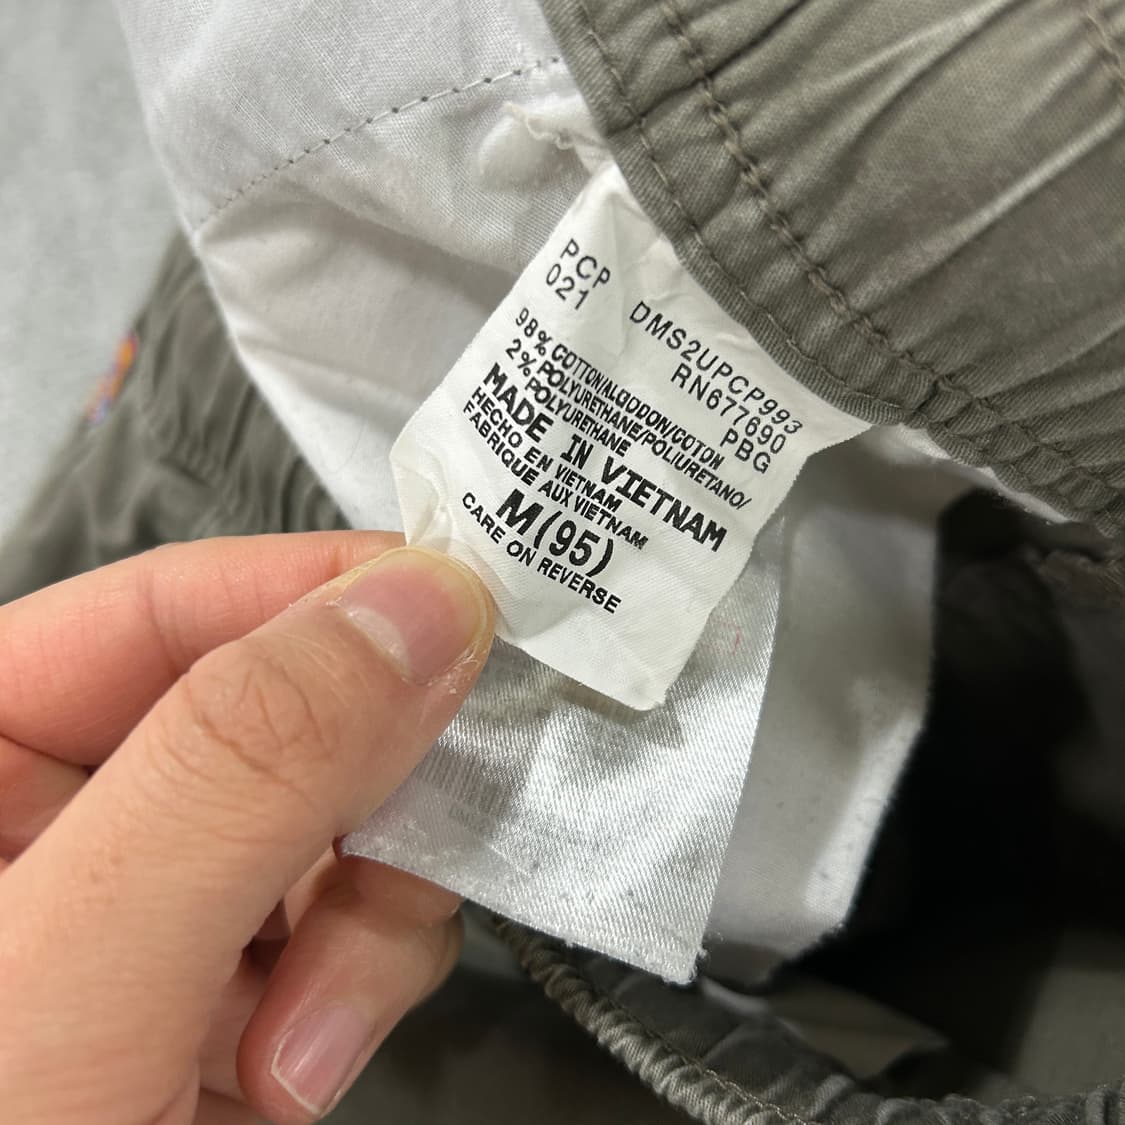 PCP
021
DMS2UPCP993
RN677690
PBG
98% COTTON/ALGODON/COTON
2% POLYURETHANE/POLIURETANO/
POLYURETHANE
MADE IN VIETNAM
HECHO EN VIETNAM
FABRIQUE AUX VIETNAM
M(95)
CARE ON REVERSE